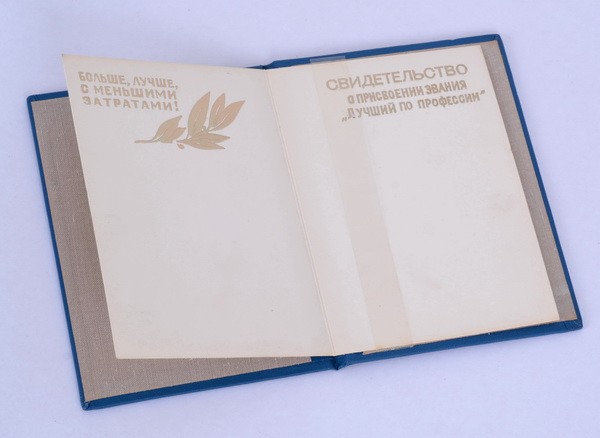 БОЛЬШЕ, ЛУЧШЕ,
С МЕНЬШИМИ
ЗАТРАТАМИ!
СВИДЕТЕЛЬСТВО
О ПРИСВОЕНИИ ЗВАНИЯ
„ЛУЧШИЙ ПО ПРОФЕССИИ"